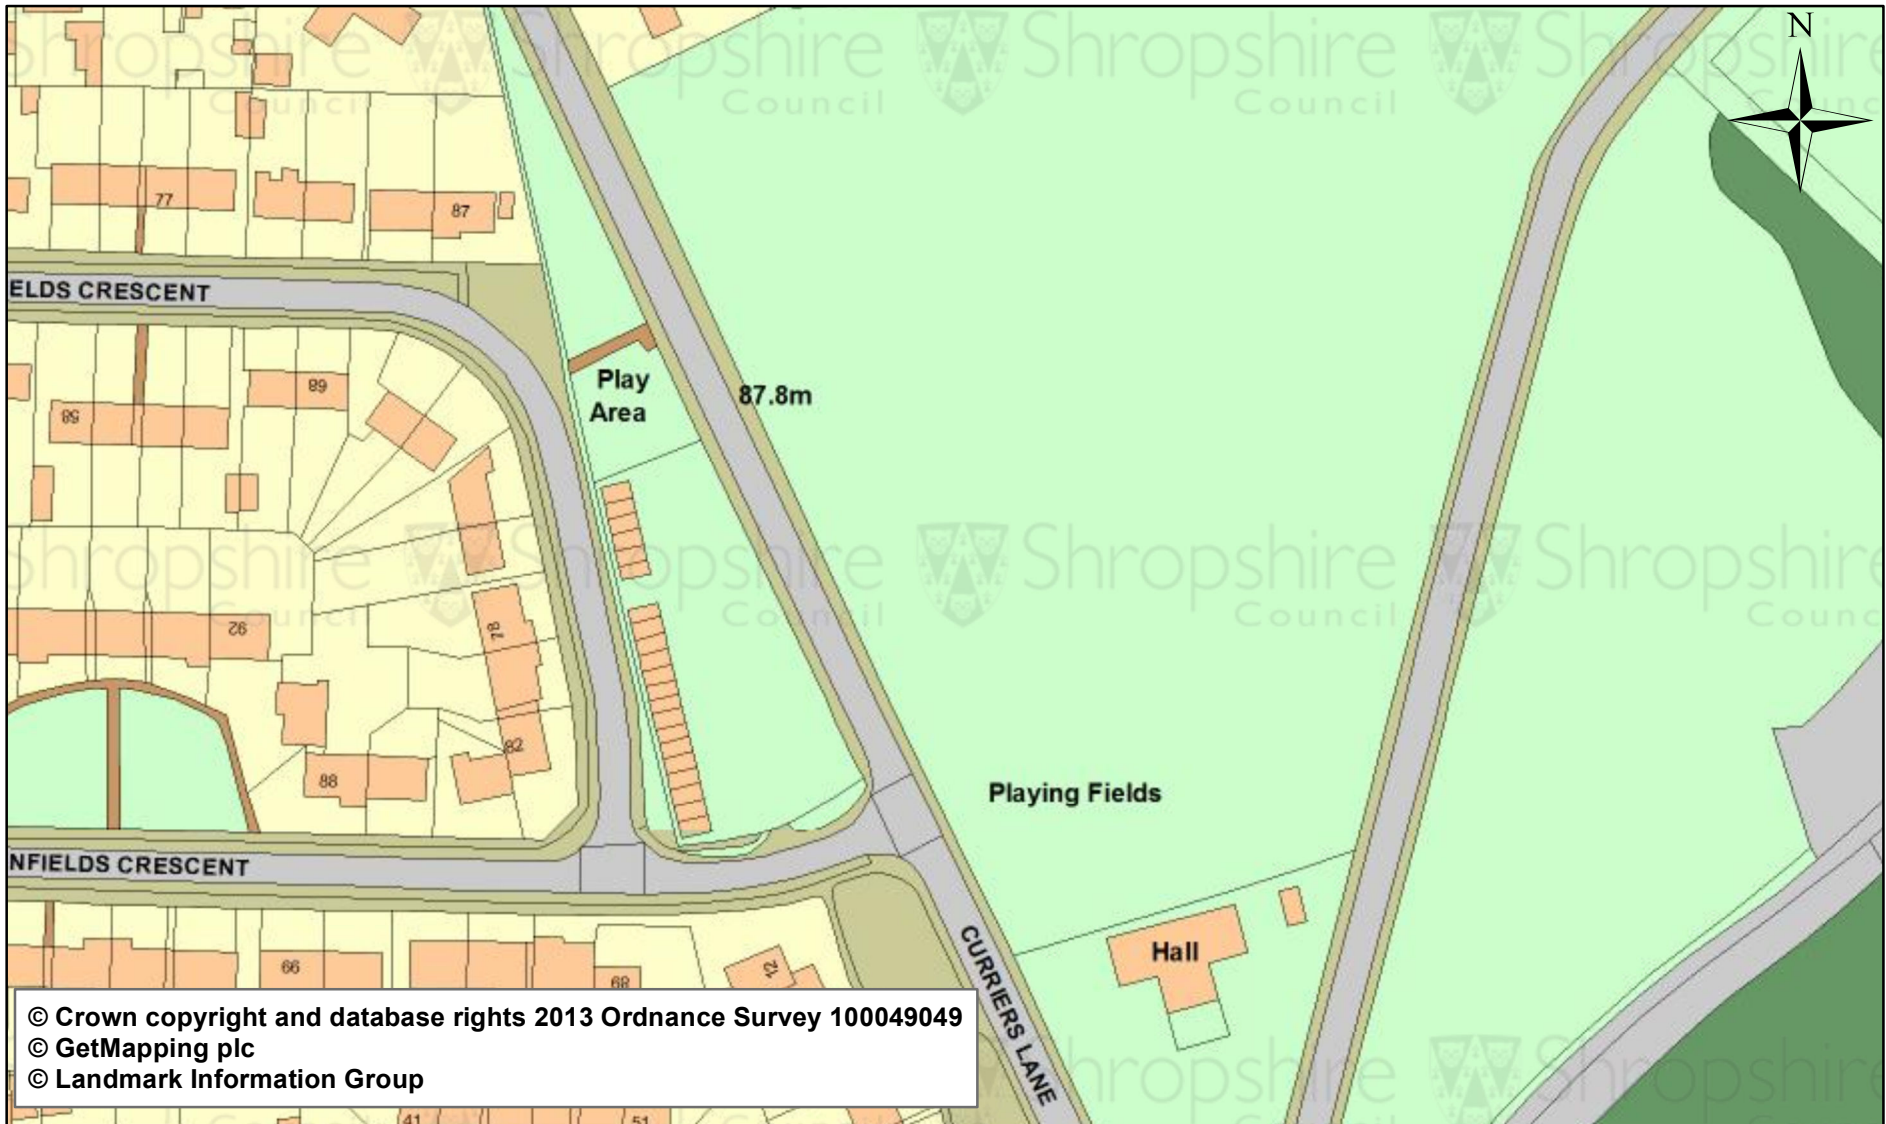 Shropshire Council
N
77
87
ELDS CRESCENT
89
58
Play
Area
87.8m
92
78
82
88
Playing Fields
NFIELDS CRESCENT
CURRIERS LANE
Hall
66
68
12
© Crown copyright and database rights 2013 Ordnance Survey 100049049
© GetMapping plc
© Landmark Information Group
41
51